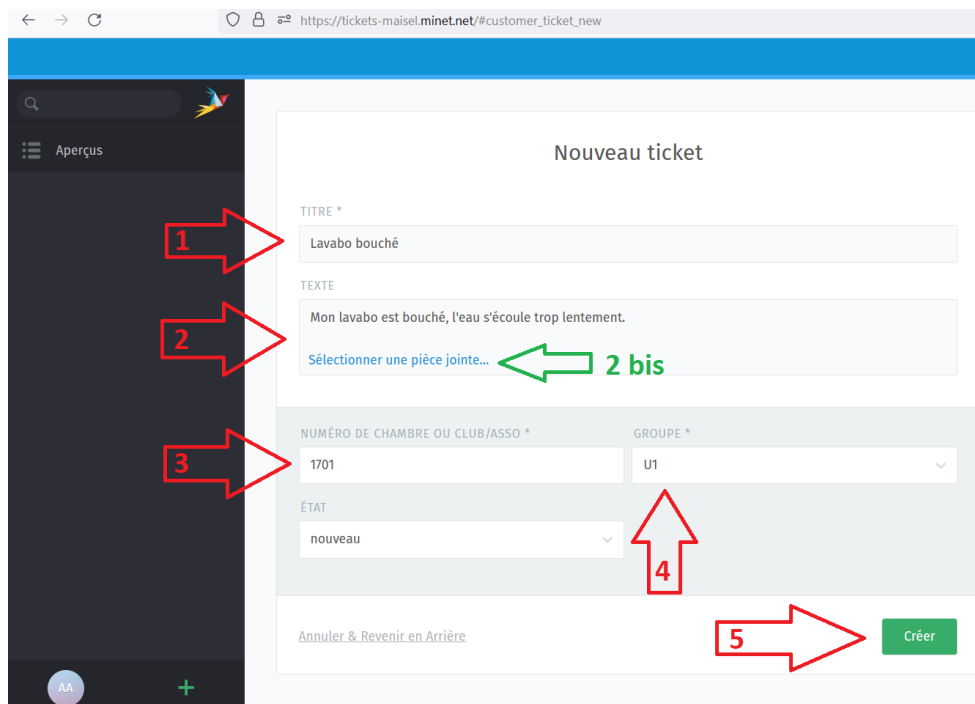 https://tickets-maisel.minet.net/#customer_ticket_new
Aperçus
Nouveau ticket
TITRE *
1
Lavabo bouché
TEXTE
Mon lavabo est bouché, l'eau s'écoule trop lentement.
2
Sélectionner une pièce jointe...
2 bis
NUMÉRO DE CHAMBRE OU CLUB/ASSO *
GROUPE *
3
1701
U1
ÉTAT
nouveau
4
Annuler & Revenir en Arrière
5
Créer
AA
+